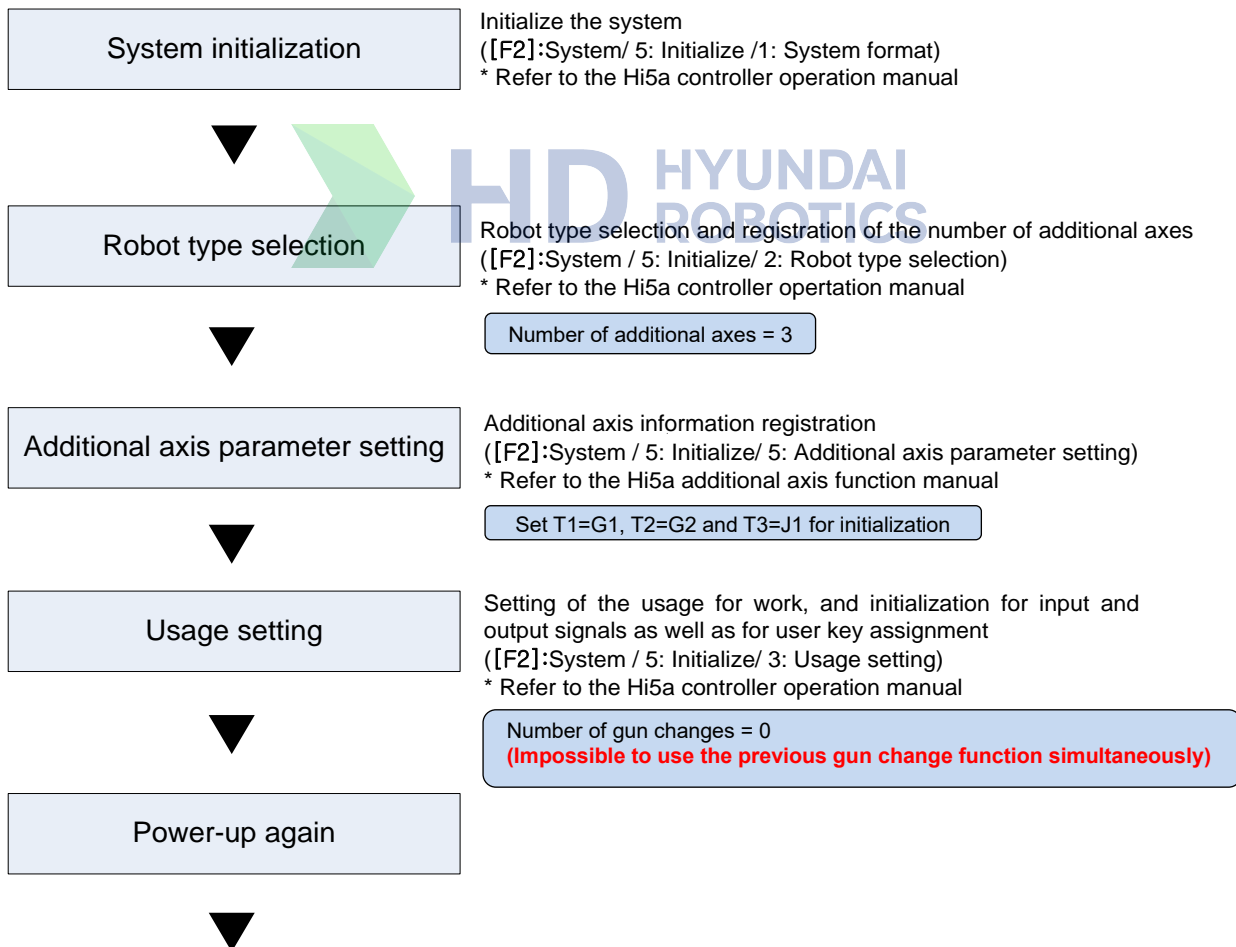 System initialization
Initialize the system
([F2]:System/ 5: Initialize /1: System format)
* Refer to the Hi5a controller operation manual
HD HYUNDAI
ROBOTICS
Robot type selection
Robot type selection and registration of the number of additional axes
([F2]:System / 5: Initialize/ 2: Robot type selection)
* Refer to the Hi5a controller opertation manual
Number of additional axes = 3
Additional axis parameter setting
Additional axis information registration
([F2]:System / 5: Initialize/ 5: Additional axis parameter setting)
* Refer to the Hi5a additional axis function manual
Set T1=G1, T2=G2 and T3=J1 for initialization
Usage setting
Setting of the usage for work, and initialization for input and
output signals as well as for user key assignment
([F2]:System / 5: Initialize/ 3: Usage setting)
* Refer to the Hi5a controller operation manual
Number of gun changes = 0
(Impossible to use the previous gun change function simultaneously)
Power-up again